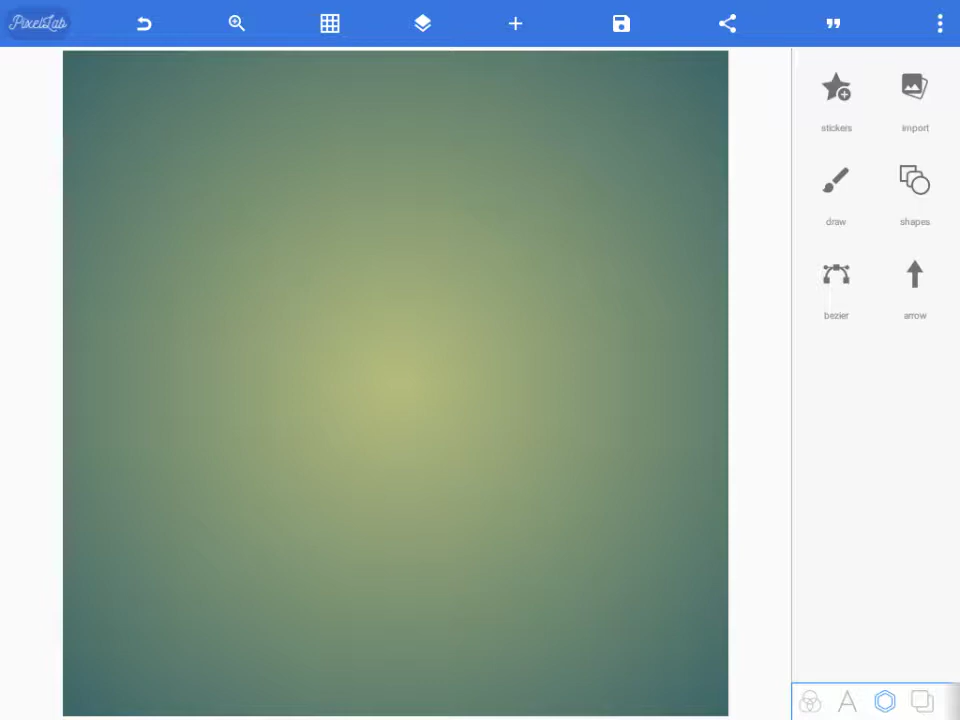 PixelLab
stickers
import
draw
shapes
bezier
arrow